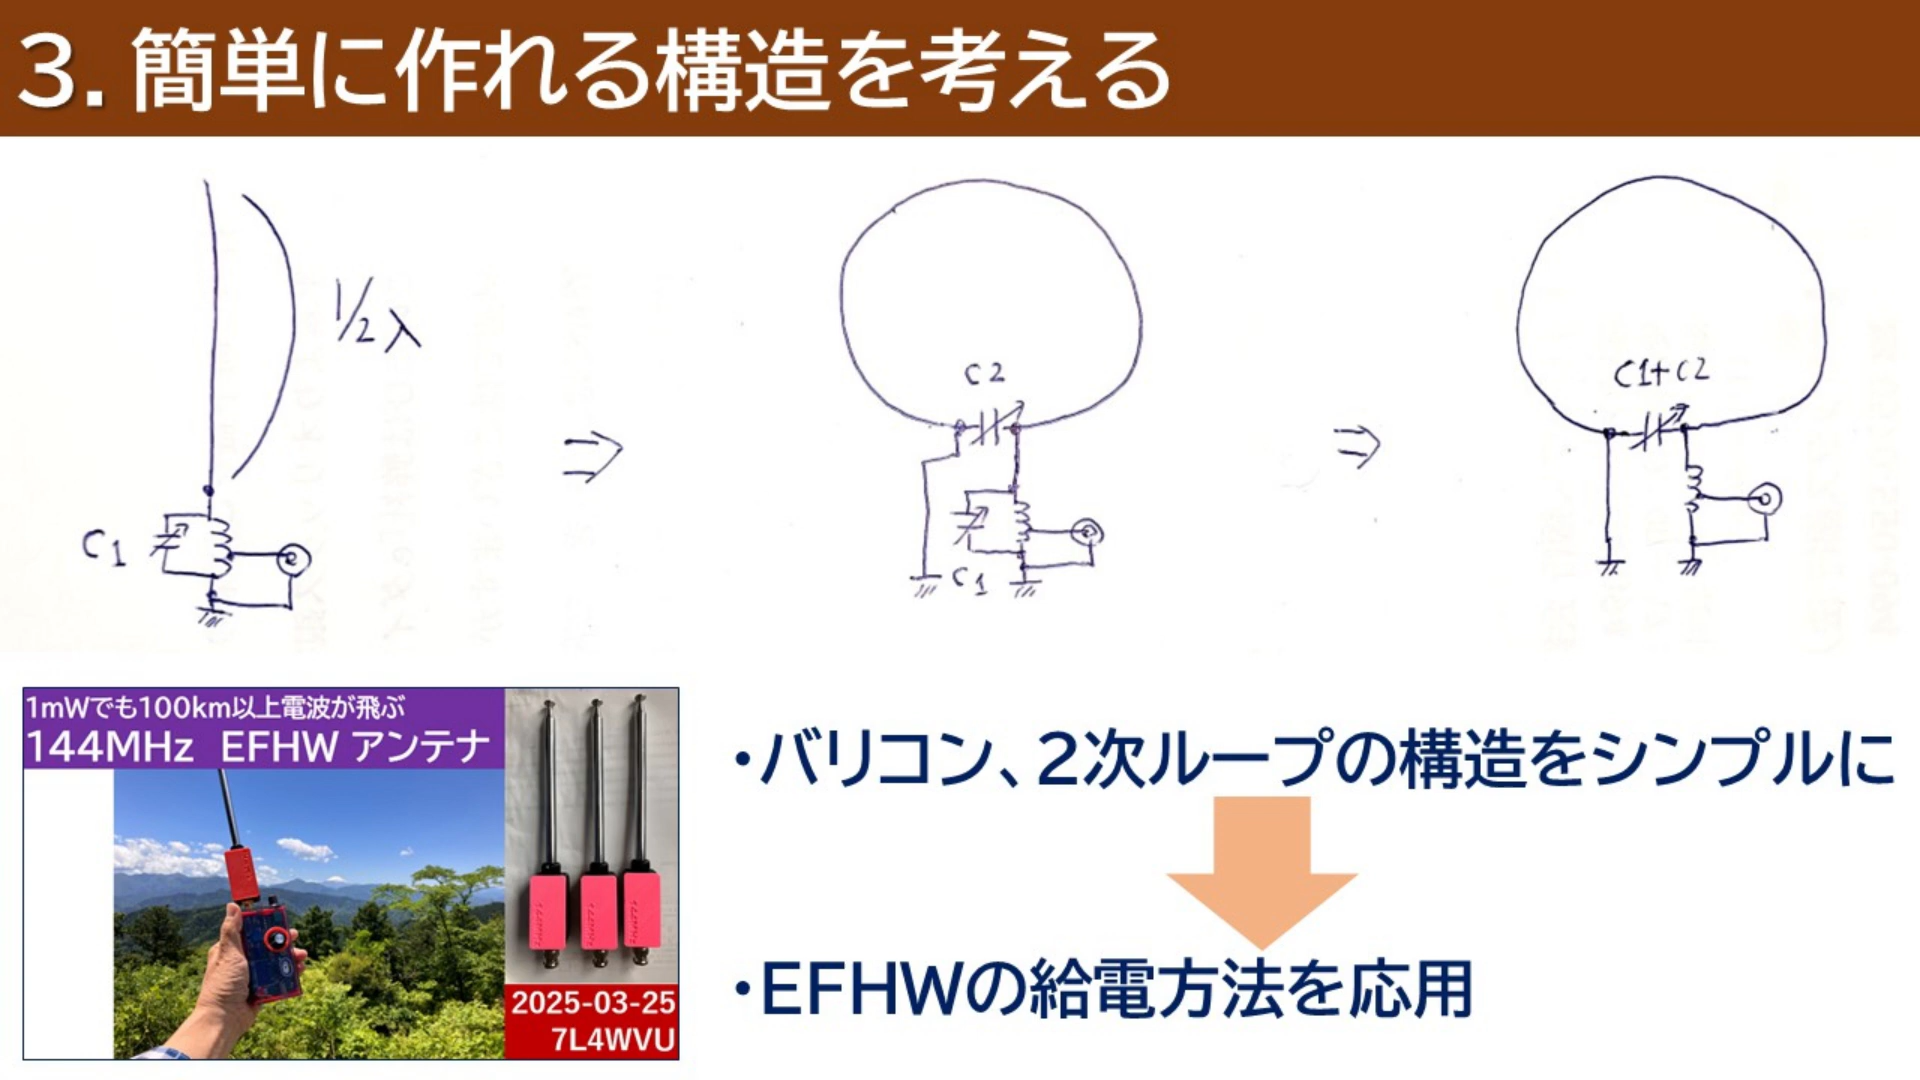 3. 簡単に作れる構造を考える
1/2 λ
C1
C2
C1
C1+C2
1mWでも100km以上電波が飛ぶ
144MHz EFHW アンテナ
2025-03-25
7L4WVU
・バリコン、2次ループの構造をシンプルに
・EFHWの給電方法を応用